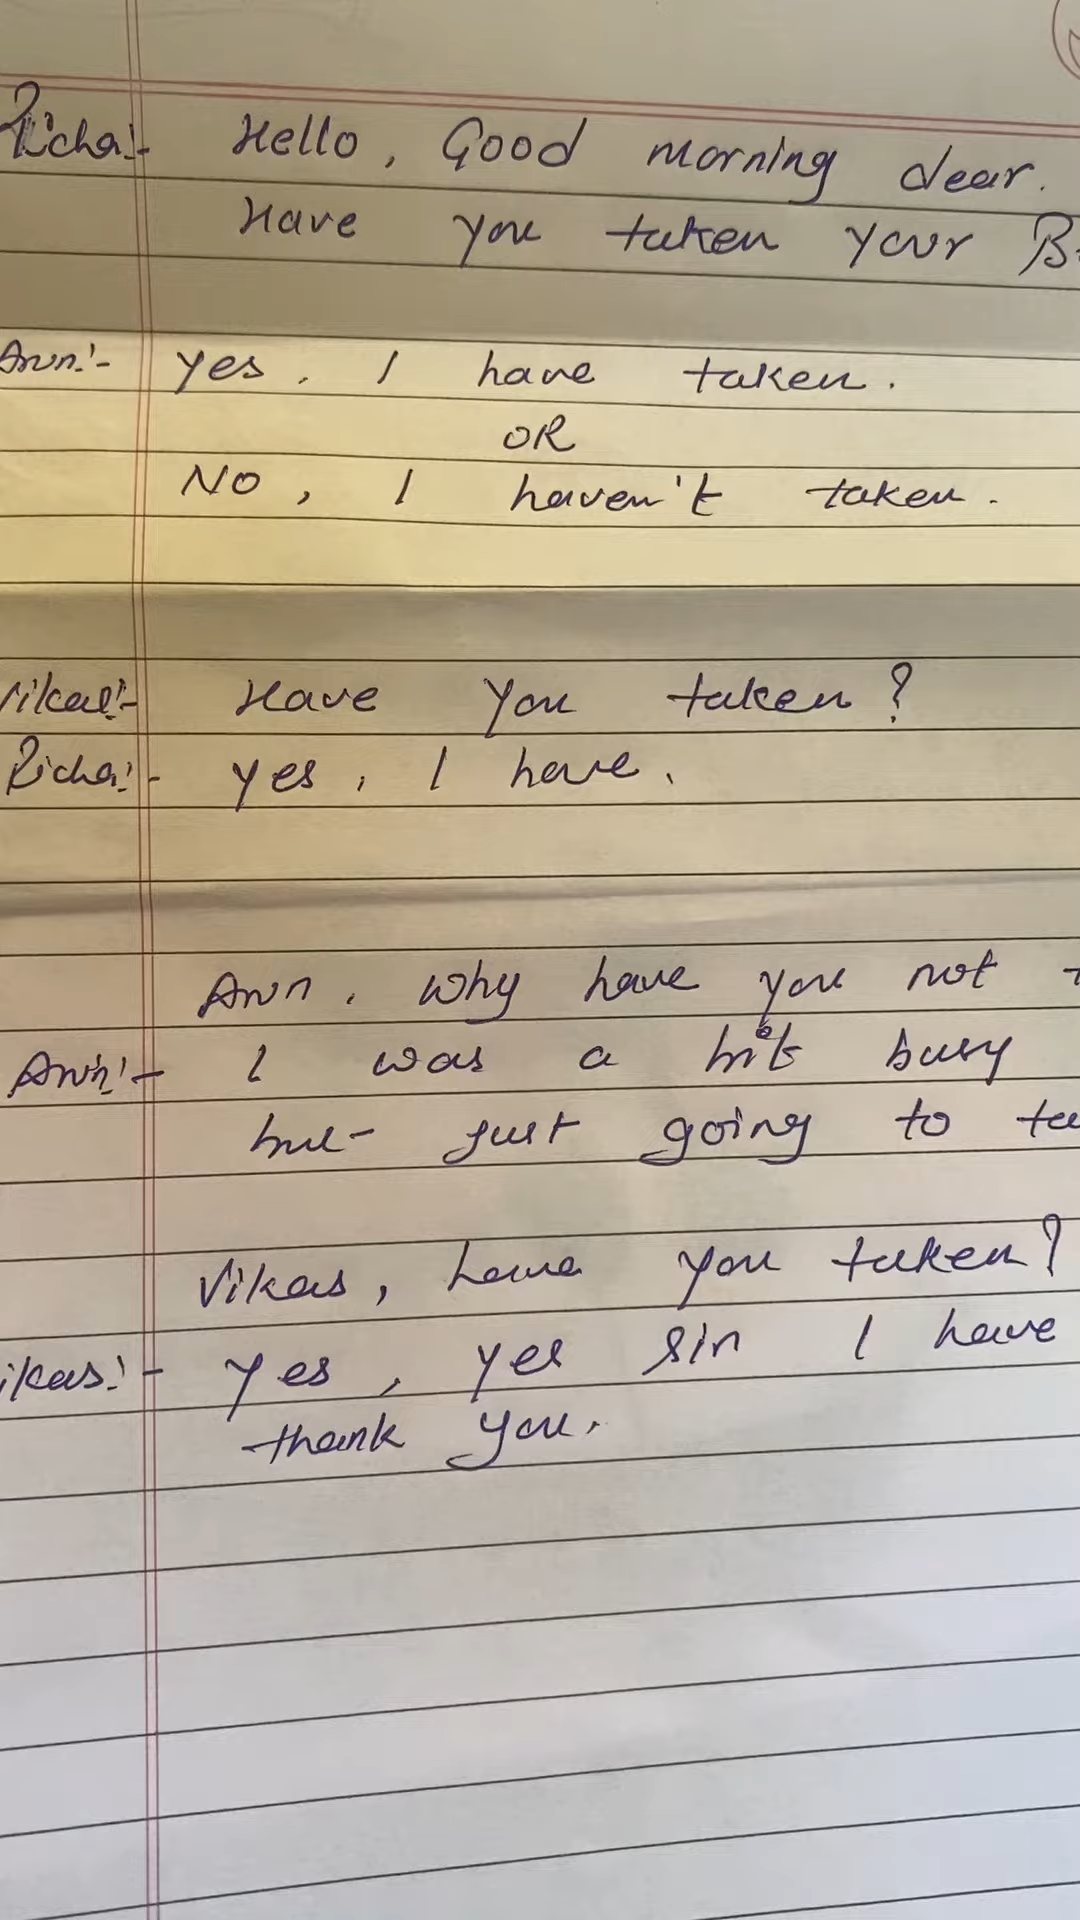 Richa:- Hello, Good morning dear.
Have you taken your
Arun:- Yes, I have taken.
OR
NO, I haven't taken.
Vikas:- Have you taken?
Richa:- Yes, I have.
Arun, why have you not
Arun:- I was a bit busy
but just going to
Vikas, have you taken?
ikas:- Yes, yes sir I have
thank you.